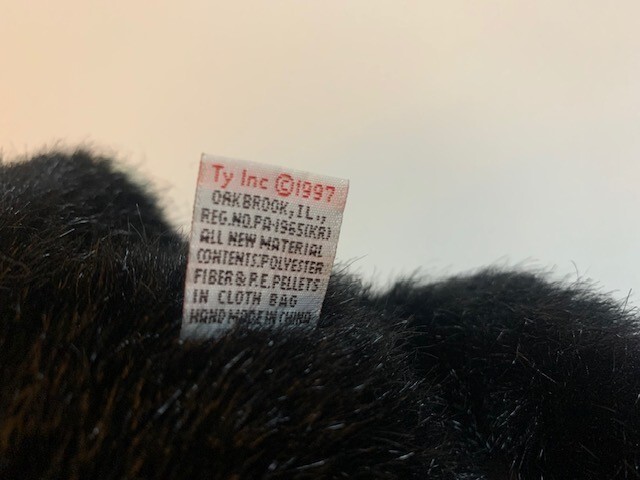 Ty Inc ©1997
OAKBROOK, IL.,
REG.NO.PA-1965(KR)
ALL NEW MATERIAL
CONTENTS:POLYESTER
FIBER & P.E. PELLETS
IN CLOTH BAG
HAND MADE IN CHINA